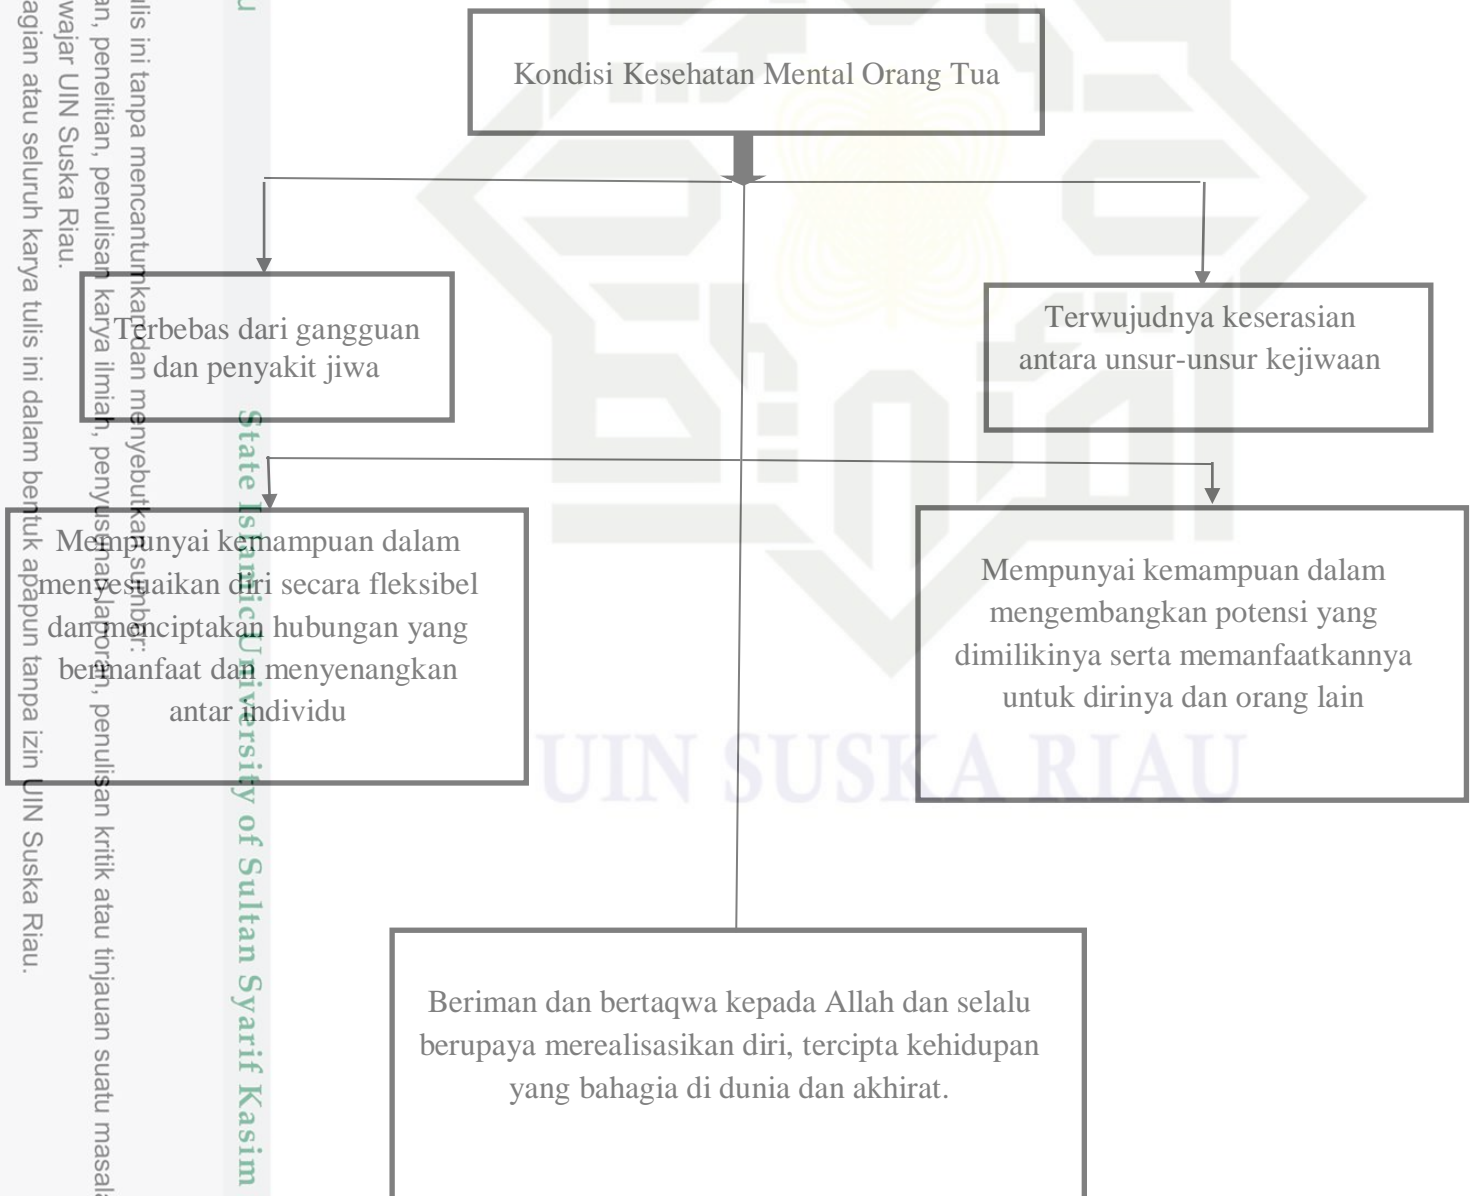 Kondisi Kesehatan Mental Orang Tua
Terbebas dari gangguan
dan penyakit jiwa
Terwujudnya keserasian
antara unsur-unsur kejiwaan
Mempunyai kemampuan dalam
menyesuaikan diri secara fleksibel
dan menciptakan hubungan yang
bermanfaat dan menyenangkan
antar individu
Mempunyai kemampuan dalam
mengembangkan potensi yang
dimilikinya serta memanfaatkannya
untuk dirinya dan orang lain
Beriman dan bertaqwa kepada Allah dan selalu
berupaya merealisasikan diri, tercipta kehidupan
yang bahagia di dunia dan akhirat.
UIN SUSKA RIAU
State Islamic University of Sultan Syarif Kasim
ini tanpa mencantumkan dan menyebutkan sumber:
penelitian, penulisan karya ilmiah, penyusunan laporan, penulisan kritik atau tinjauan suatu
wajar UIN Suska Riau.
atau seluruh karya tulis ini dalam bentuk apapun tanpa izin UIN Suska Riau.